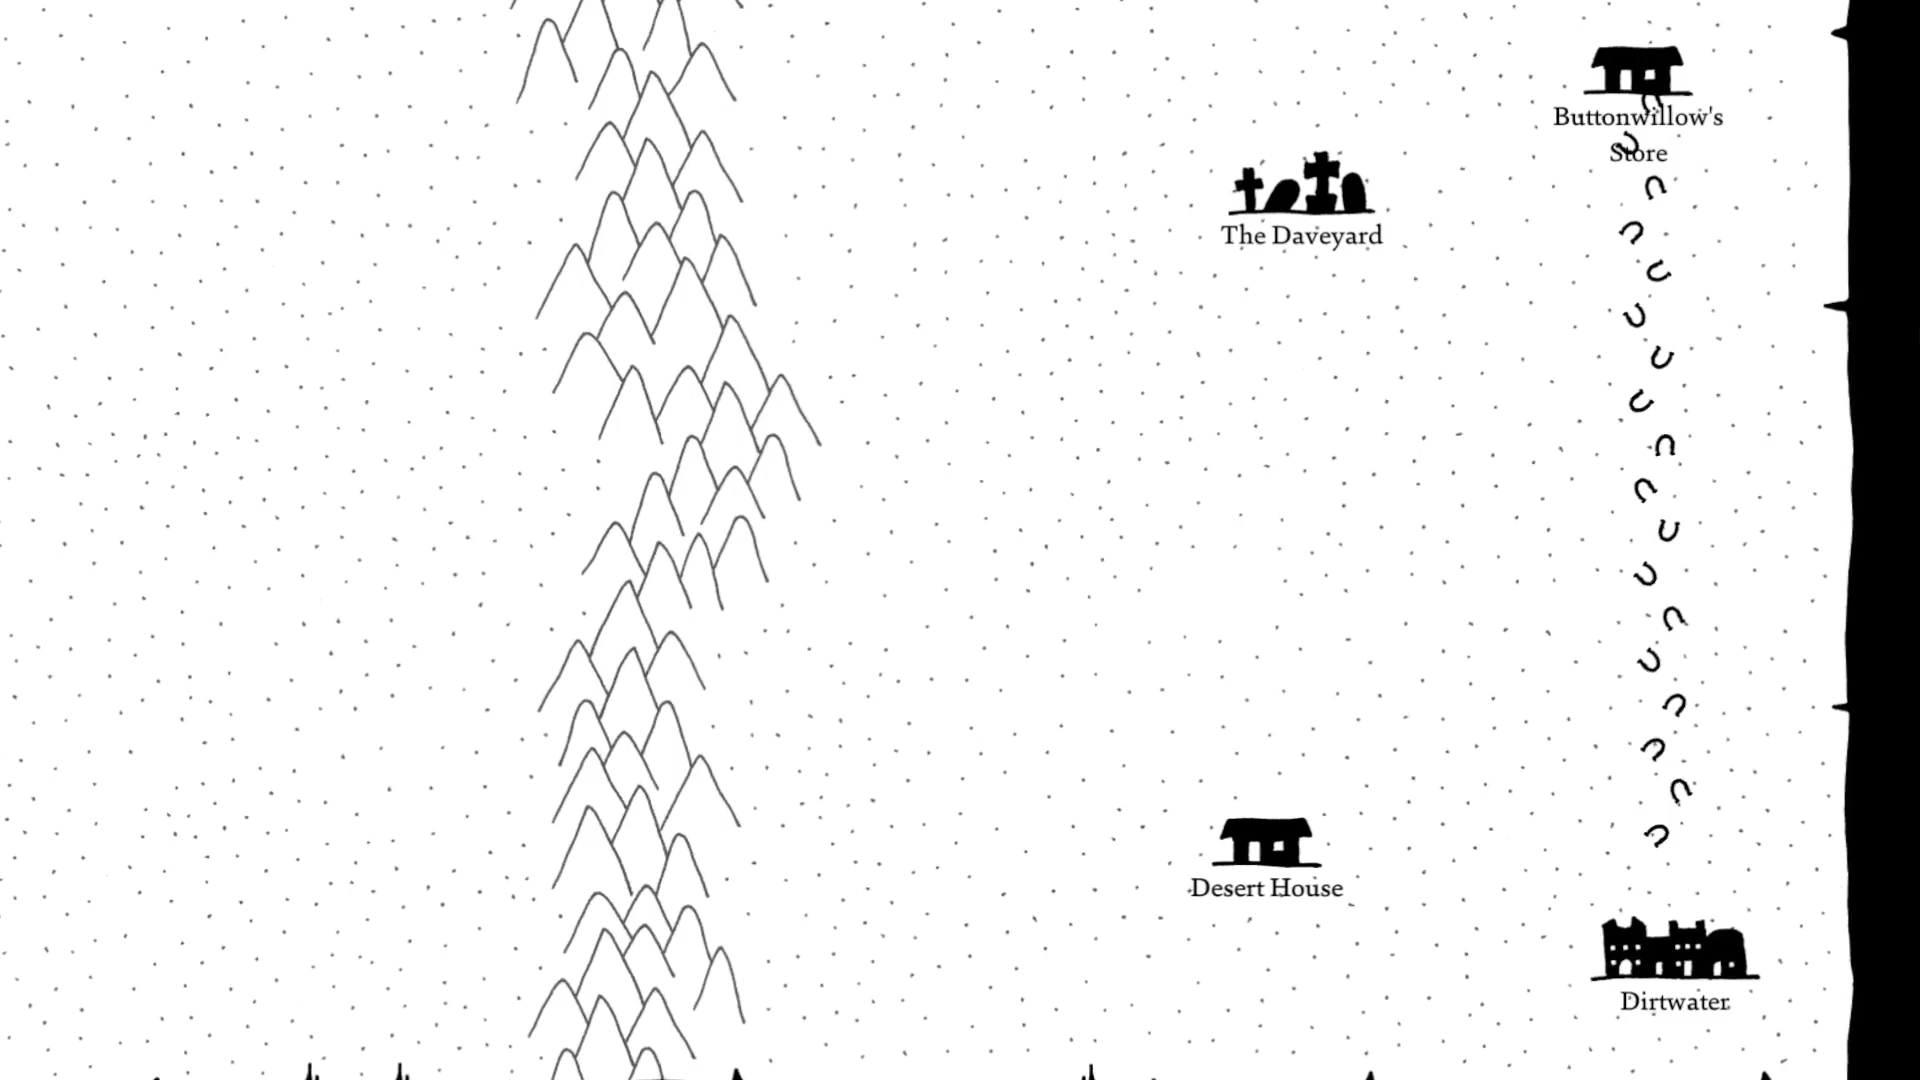 Buttonwillow's
Store
The Daveyard
Desert House
Dirtwater